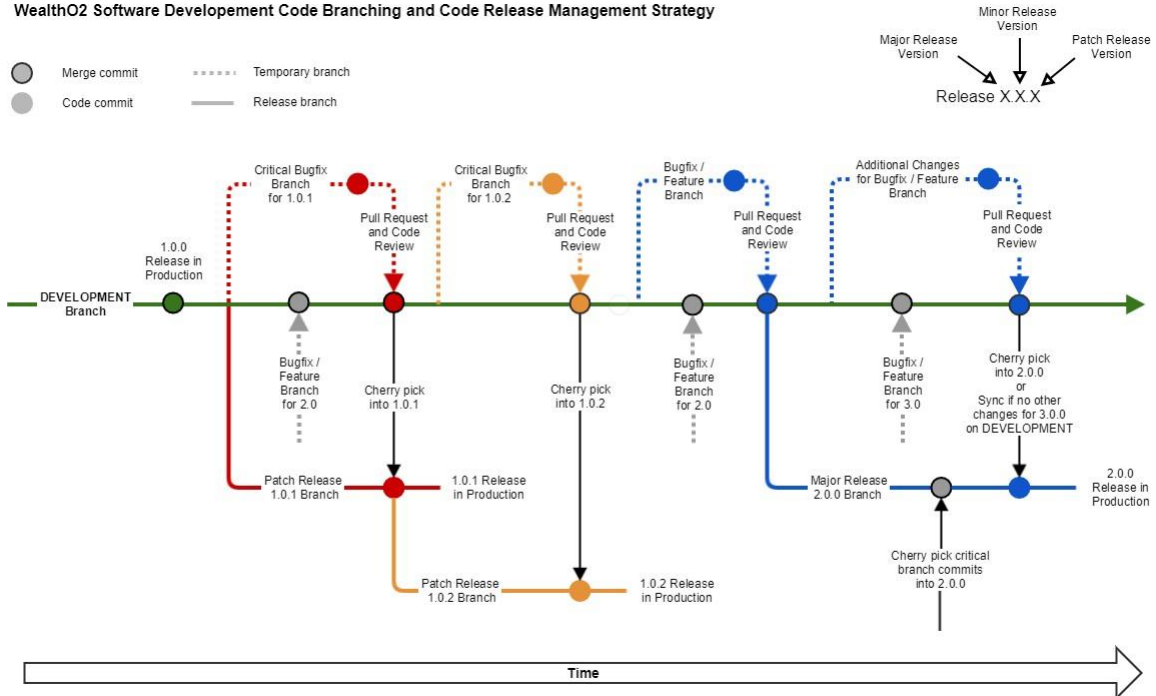 WealthO2 Software Developement Code Branching and Code Release Management Strategy
Minor Release
Version
Major Release
Version
Patch Release
Version
Release X.X.X
Merge commit
Temporary branch
Code commit
Release branch
Critical Bugfix
Branch
for 1.0.1
Critical Bugfix
Branch
for 1.0.2
Bugfix /
Feature
Branch
Additional Changes
for Bugfix / Feature
Branch
Pull Request
and Code
Review
Pull Request
and Code
Review
Pull Request
and Code
Review
Pull Request
and Code
Review
1.0.0
Release in
Production
DEVELOPMENT
Branch
Bugfix /
Feature
Branch
for 2.0
Cherry pick
into 1.0.1
Cherry pick
into 1.0.2
Bugfix /
Feature
Branch
for 2.0
Bugfix /
Feature
Branch
for 3.0
Cherry pick
into 2.0.0
or
Sync if no other
changes for 3.0.0
on DEVELOPMENT
Patch Release
1.0.1 Branch
1.0.1 Release
in Production
Major Release
2.0.0 Branch
2.0.0
Release in
Production
Patch Release
1.0.2 Branch
1.0.2 Release
in Production
Cherry pick critical
branch commits
into 2.0.0
Time